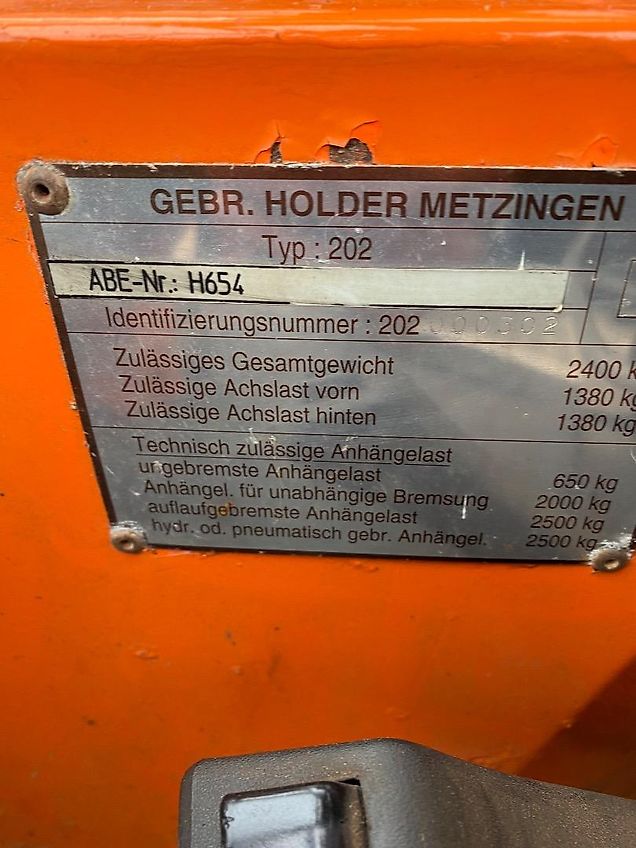 GEBR. HOLDER METZINGEN
Typ : 202
ABE-Nr.: H654
Identifizierungsnummer : 202 000302
Zulässiges Gesamtgewicht 2400 k
Zulässige Achslast vorn 1380 kg
Zulässige Achslast hinten 1380 kg
Technisch zulässige Anhängelast
ungebremste Anhängelast 650 kg
Anhängel. für unabhängige Bremsung 2000 kg
auflaufgebremste Anhängelast 2500 kg
hydr. od. pneumatisch gebr. Anhängel. 2500 kg